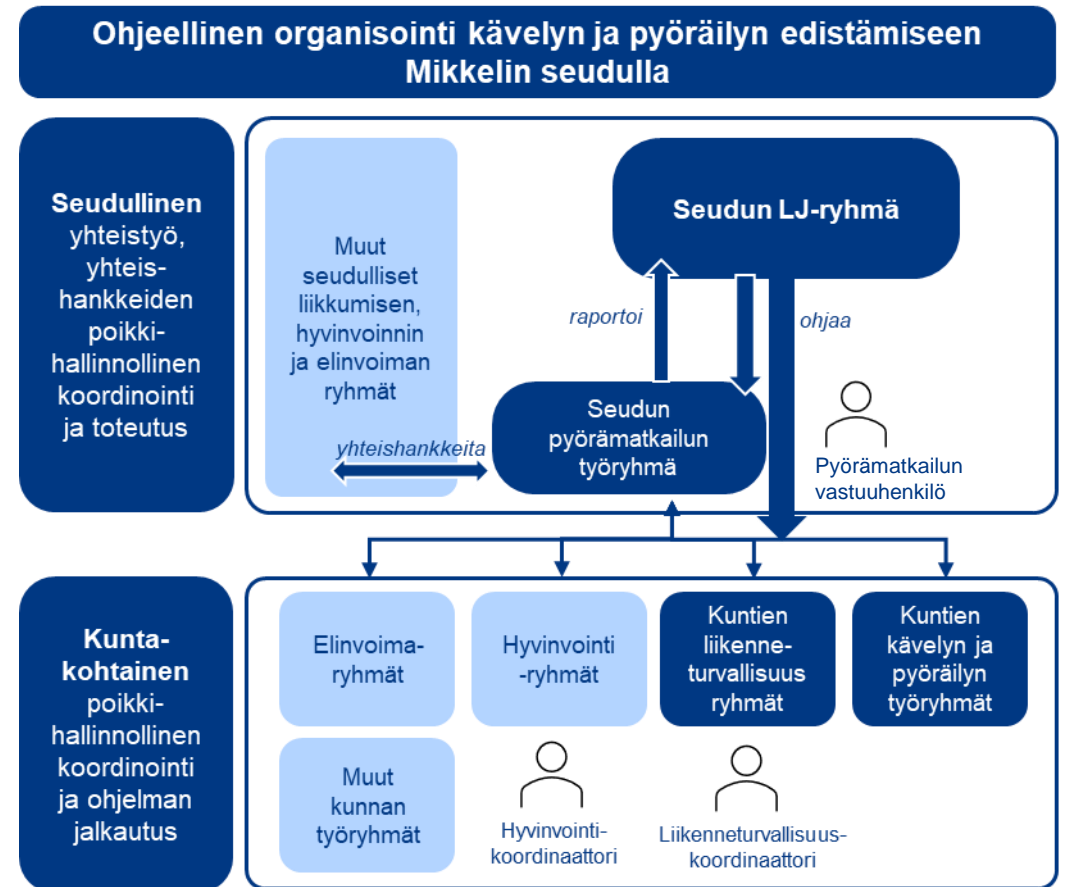 Ohjeellinen organisointi kävelyn ja pyöräilyn edistämiseen
Mikkelin seudulla
Seudullinen
yhteistyö,
yhteis-
hankkeiden
poikki-
hallinnollinen
koordinointi
ja toteutus
Muut
seudulliset
liikkumisen,
hyvinvoinnin
ja elinvoiman
ryhmät
Seudun LJ-ryhmä
raportoi
ohjaa
Seudun
pyörämatkailun
työryhmä
yhteishankkeita
Pyörämatkailun
vastuuhenkilö
Kunta-
kohtainen
poikki-
hallinnollinen
koordinointi
ja ohjelman
jalkautus
Elinvoima-
ryhmät
Hyvinvointi
-ryhmät
Kuntien
liikenne-
turvallisuus
ryhmät
Kuntien
kävelyn ja
pyöräilyn
työryhmät
Muut
kunnan
työryhmät
Hyvinvointi-
koordinaattori
Liikenneturvallisuus-
koordinaattori